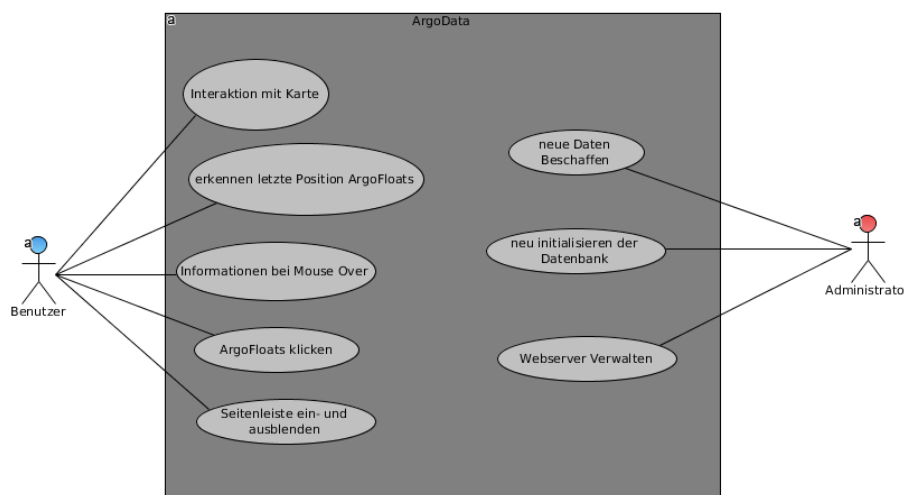 a
ArgoData
Interaktion mit Karte
erkennen letzte Position ArgoFloats
Informationen bei Mouse Over
ArgoFloats klicken
Seitenleiste ein- und
ausblenden
neue Daten
Beschaffen
neu initialisieren der
Datenbank
Webserver Verwalten
a
Benutzer
a
Administrato